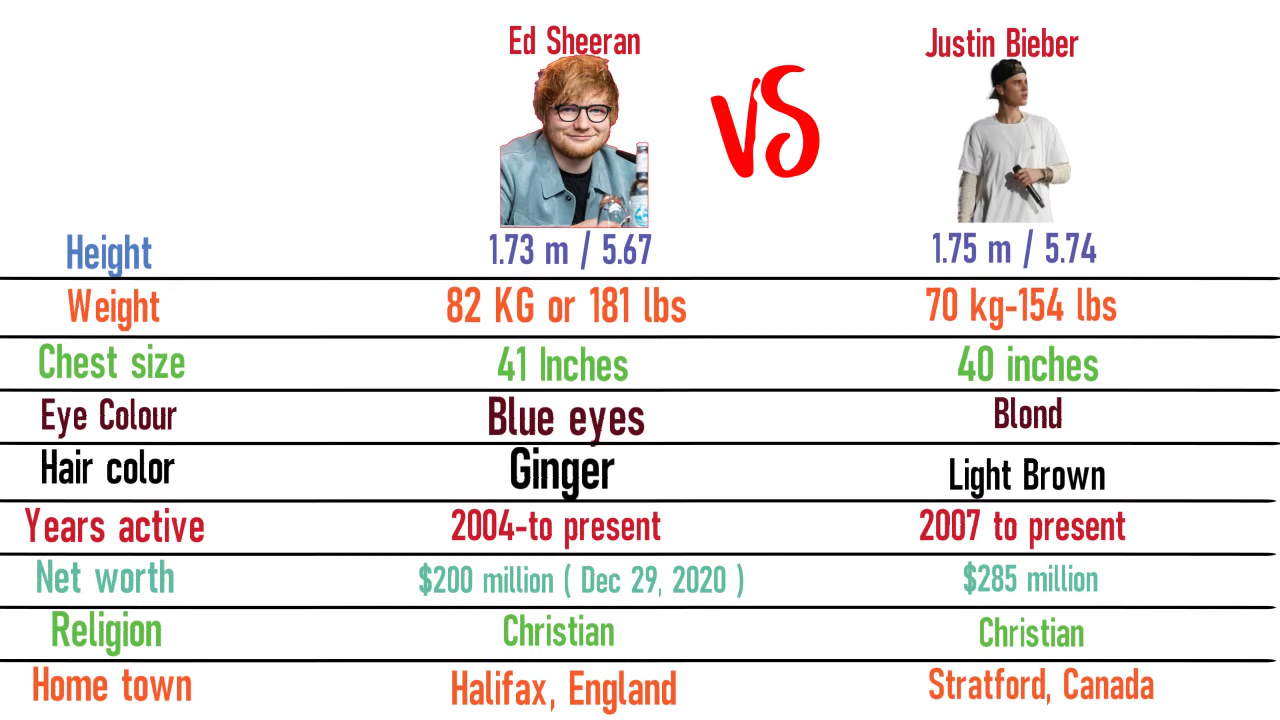 Ed Sheeran
VS
Justin Bieber
Height 1.73 m / 5.67 1.75 m / 5.74
Weight 82 KG or 181 lbs 70 kg-154 lbs
Chest size 41 Inches 40 inches
Eye Colour Blue eyes Blond
Hair color Ginger Light Brown
Years active 2004-to present 2007 to present
Net worth $200 million ( Dec 29, 2020 ) $285 million
Religion Christian Christian
Home town Halifax, England Stratford, Canada